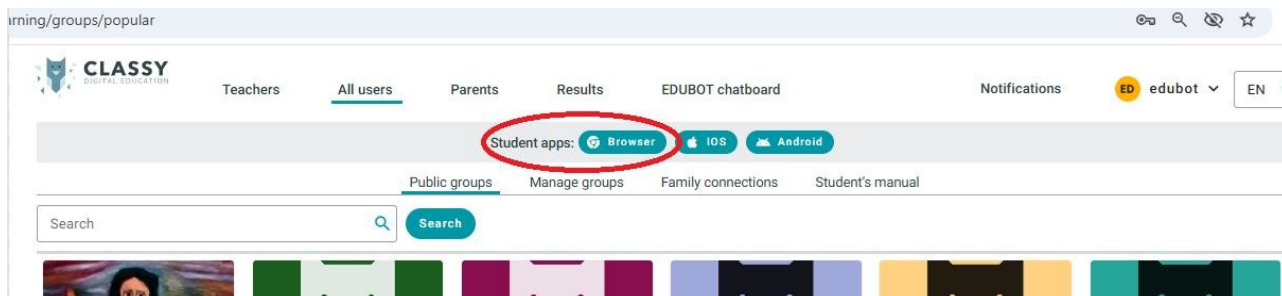 rning/groups/popular
CLASSY
DIGITAL EDUCATION
Teachers All users Parents Results EDUBOT chatboard Notifications ED edubot EN
Student apps: Browser IOS Android
Public groups Manage groups Family connections Student's manual
Search Search